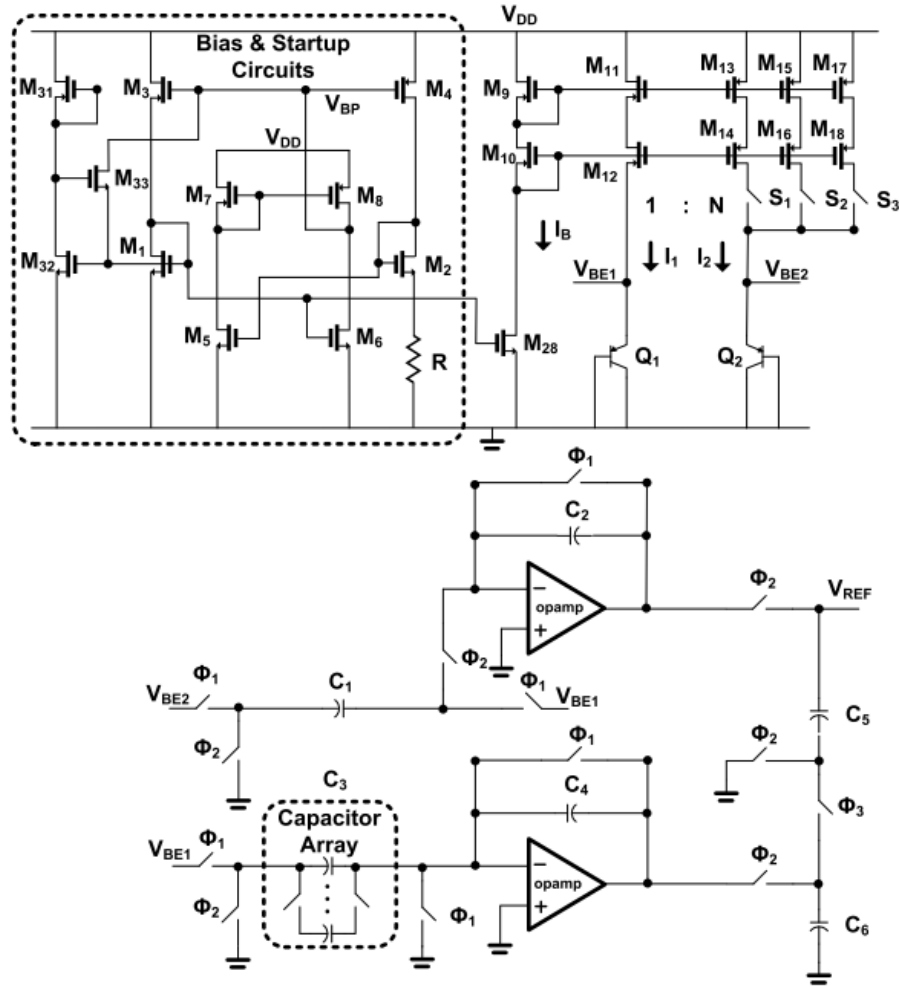 V_DD
Bias & Startup
Circuits
M₃₁
M₃
V_BP
M₄
M₉
M₁₁
M₁₃
M₁₅
M₁₇
V_DD
M₃₃
M₇
M₈
M₁₀
M₁₂
M₁₄
M₁₆
M₁₈
S₁
S₂
S₃
1 : N
I_B
I₁
I₂
M₃₂
M₁
M₂
V_BE1
V_BE2
M₅
M₆
R
M₂₈
Q₁
Q₂
Φ₁
C₂
−
opamp
+
Φ₂
V_REF
Φ₂
Φ₁
V_BE2
C₁
Φ₁
V_BE1
Φ₂
C₅
Φ₁
Φ₂
C₃
C₄
Φ₃
Capacitor
Array
V_BE1
Φ₁
−
opamp
+
Φ₂
Φ₂
Φ₁
C₆